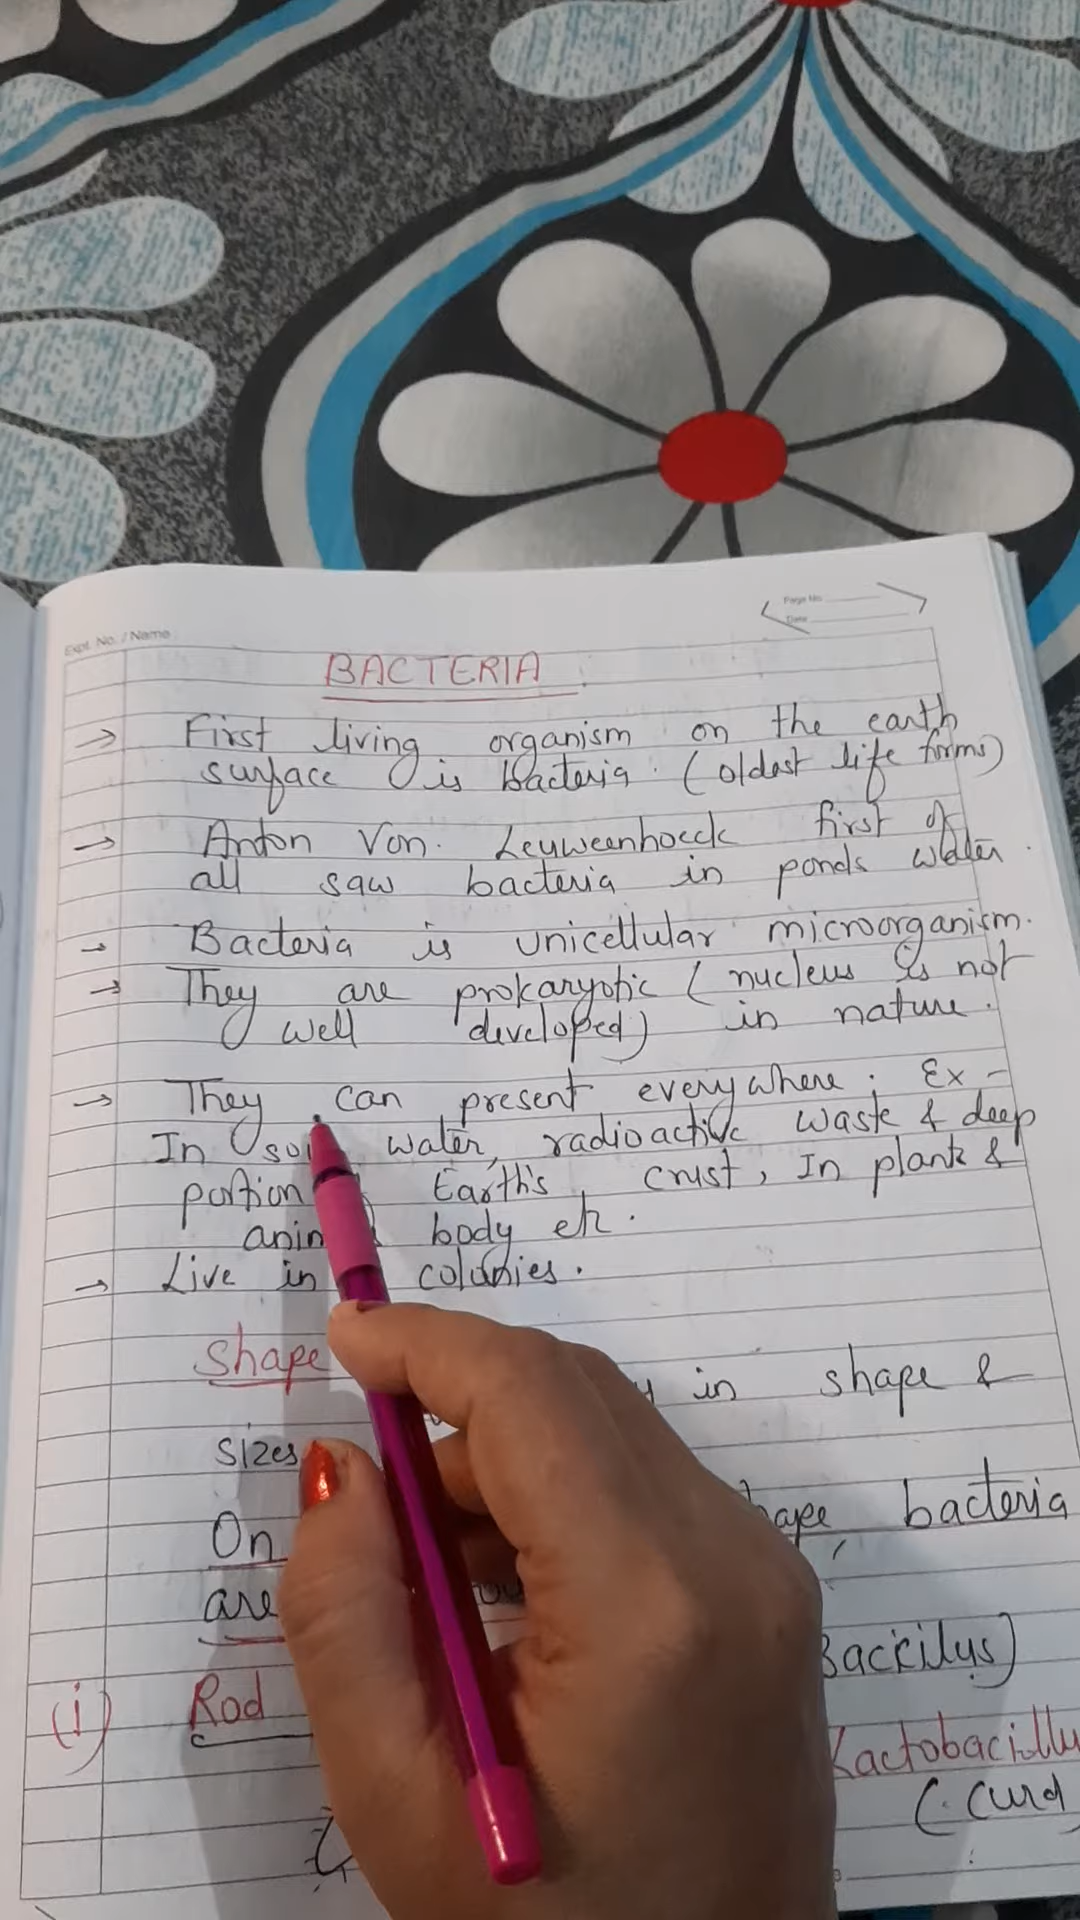 Expt. No. / Name
Page No.
Date
BACTERIA
→ First living organism on the earth
surface is bacteria. (oldest life forms)
→ Anton Von. Leuweenhoeck first of
all saw bacteria in ponds water.
→ Bacteria is unicellular microorganism.
→ They are prokaryotic (nucleus is not
well developed) in nature.
→ They can present everywhere. Ex -
In water, radioactive waste & deep
portion Earth's, crust, In plants &
body etc.
→ Live in colonies.
Shape in shape &
sizes
On bacteria
are
(i) Rod Baccilus)
(Curd